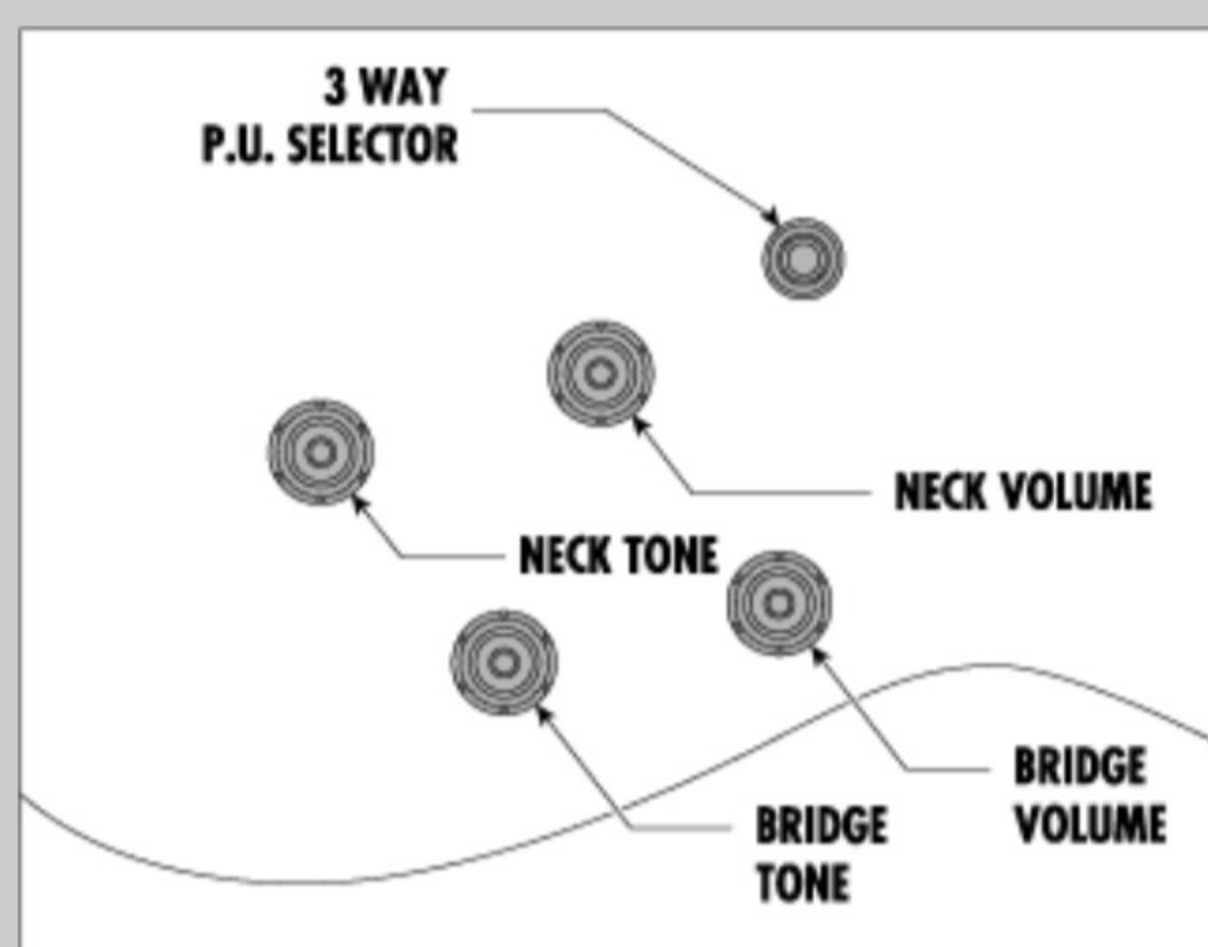 3 WAY
P.U. SELECTOR
NECK VOLUME
NECK TONE
BRIDGE
VOLUME
BRIDGE
TONE